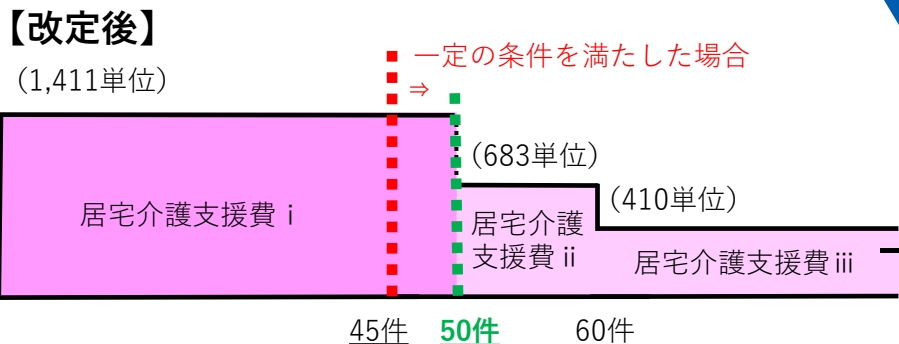 【改定後】
一定の条件を満たした場合
（1,411単位）
⇒
（683単位）
（410単位）
居宅介護支援費ⅰ
居宅介護
支援費ⅱ
居宅介護支援費ⅲ
45件
50件
60件